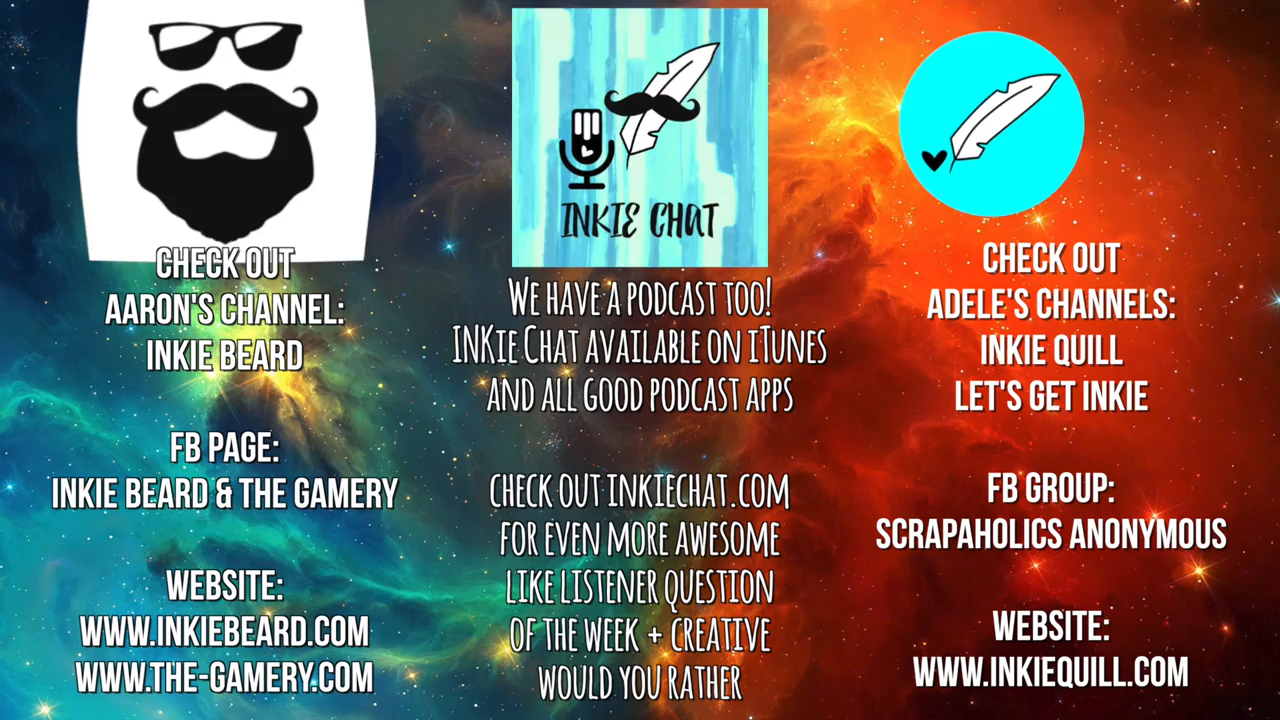 CHECK OUT
AARON'S CHANNEL:
INKIE BEARD
FB PAGE:
INKIE BEARD & THE GAMERY
WEBSITE:
WWW.INKIEBEARD.COM
WWW.THE-GAMERY.COM
INKIE CHAT
WE HAVE A PODCAST TOO!
INKIE CHAT AVAILABLE ON ITUNES
AND ALL GOOD PODCAST APPS
CHECK OUT INKIECHAT.COM
FOR EVEN MORE AWESOME
LIKE LISTENER QUESTION
OF THE WEEK + CREATIVE
WOULD YOU RATHER
CHECK OUT
ADELE'S CHANNELS:
INKIE QUILL
LET'S GET INKIE
FB GROUP:
SCRAPAHOLICS ANONYMOUS
WEBSITE:
WWW.INKIEQUILL.COM